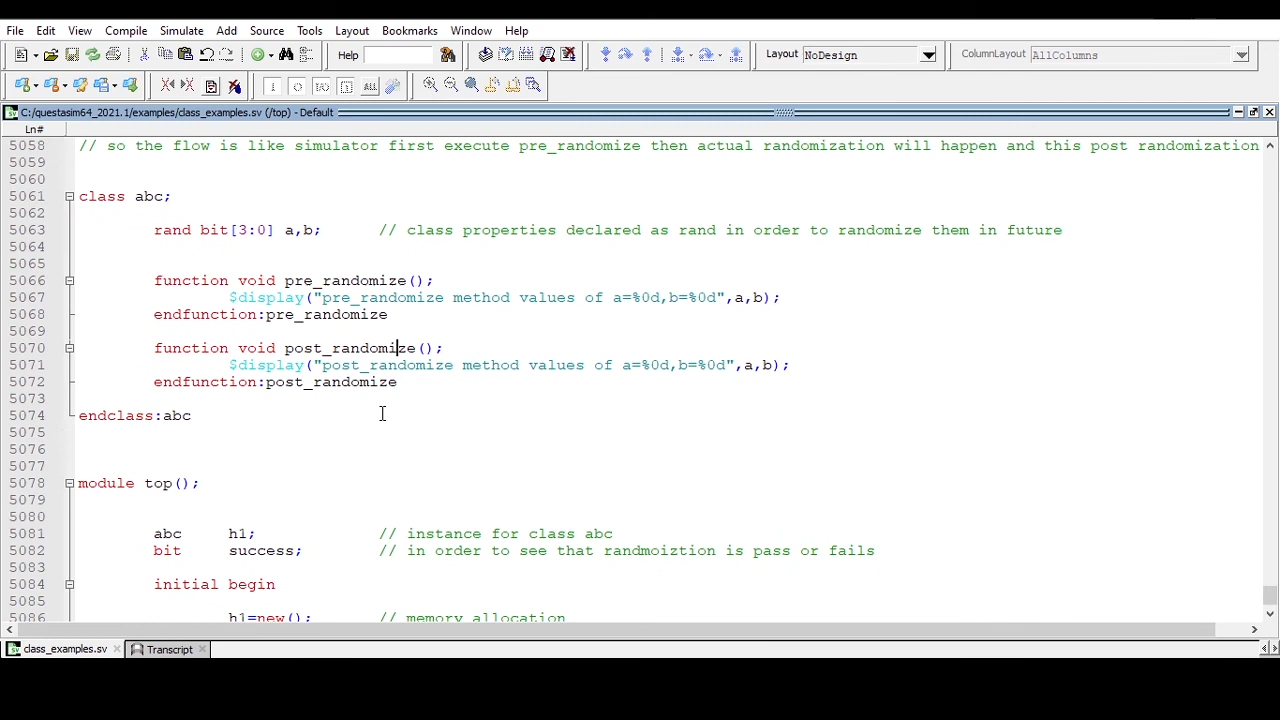 File Edit View Compile Simulate Add Source Tools Layout Bookmarks Window Help
Help Layout NoDesign ColumnLayout AllColumns
C:/questasim64_2021.1/examples/class_examples.sv (/top) - Default
Ln#
5058 // so the flow is like simulator first execute pre_randomize then actual randomization will happen and this post randomization
5059
5060
5061 class abc;
5062
5063 rand bit[3:0] a,b; // class properties declared as rand in order to randomize them in future
5064
5065
5066 function void pre_randomize();
5067 $display("pre_randomize method values of a=%0d,b=%0d",a,b);
5068 endfunction:pre_randomize
5069
5070 function void post_randomize();
5071 $display("post_randomize method values of a=%0d,b=%0d",a,b);
5072 endfunction:post_randomize
5073
5074 endclass:abc
5075
5076
5077
5078 module top();
5079
5080
5081 abc h1; // instance for class abc
5082 bit success; // in order to see that randmoiztion is pass or fails
5083
5084 initial begin
5085
5086 h1=new(); // memory allocation
class_examples.sv Transcript